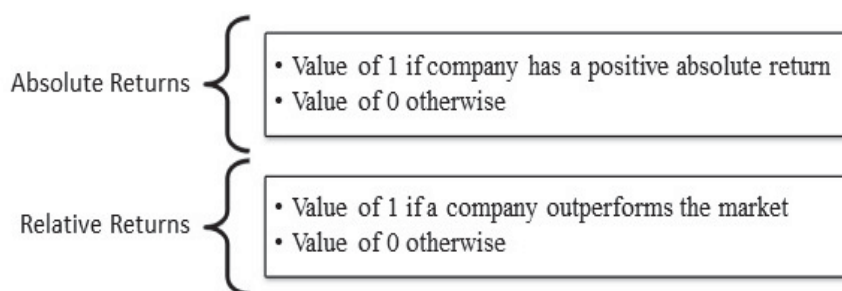 Absolute Returns
• Value of 1 if company has a positive absolute return
• Value of 0 otherwise
Relative Returns
• Value of 1 if a company outperforms the market
• Value of 0 otherwise